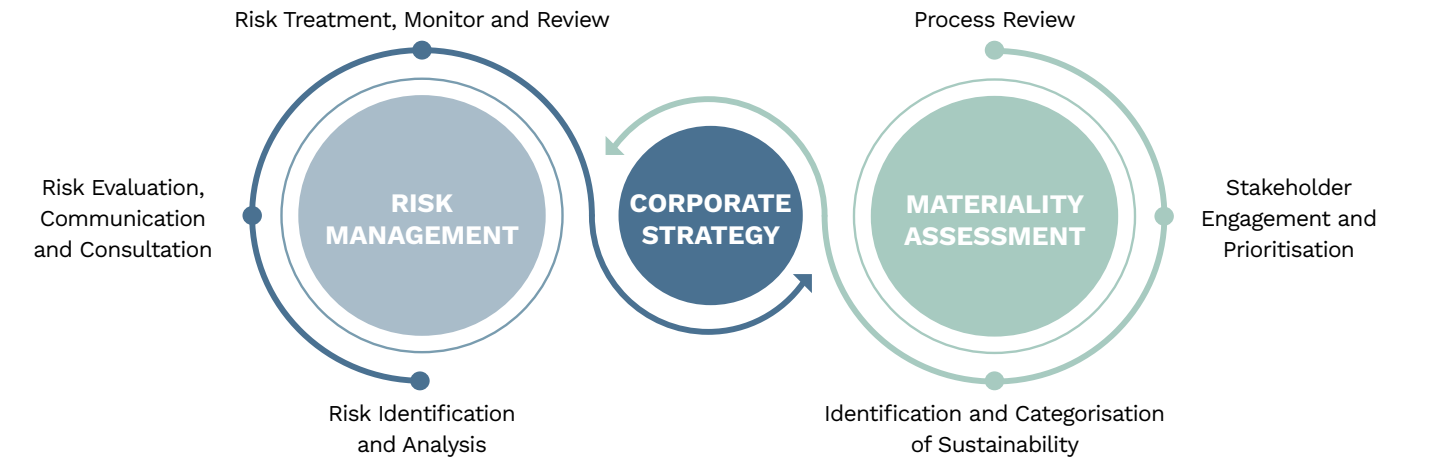 Risk Treatment, Monitor and Review
Process Review
Risk Evaluation,
Communication
and Consultation
RISK
MANAGEMENT
CORPORATE
STRATEGY
MATERIALITY
ASSESSMENT
Stakeholder
Engagement and
Prioritisation
Risk Identification
and Analysis
Identification and Categorisation
of Sustainability